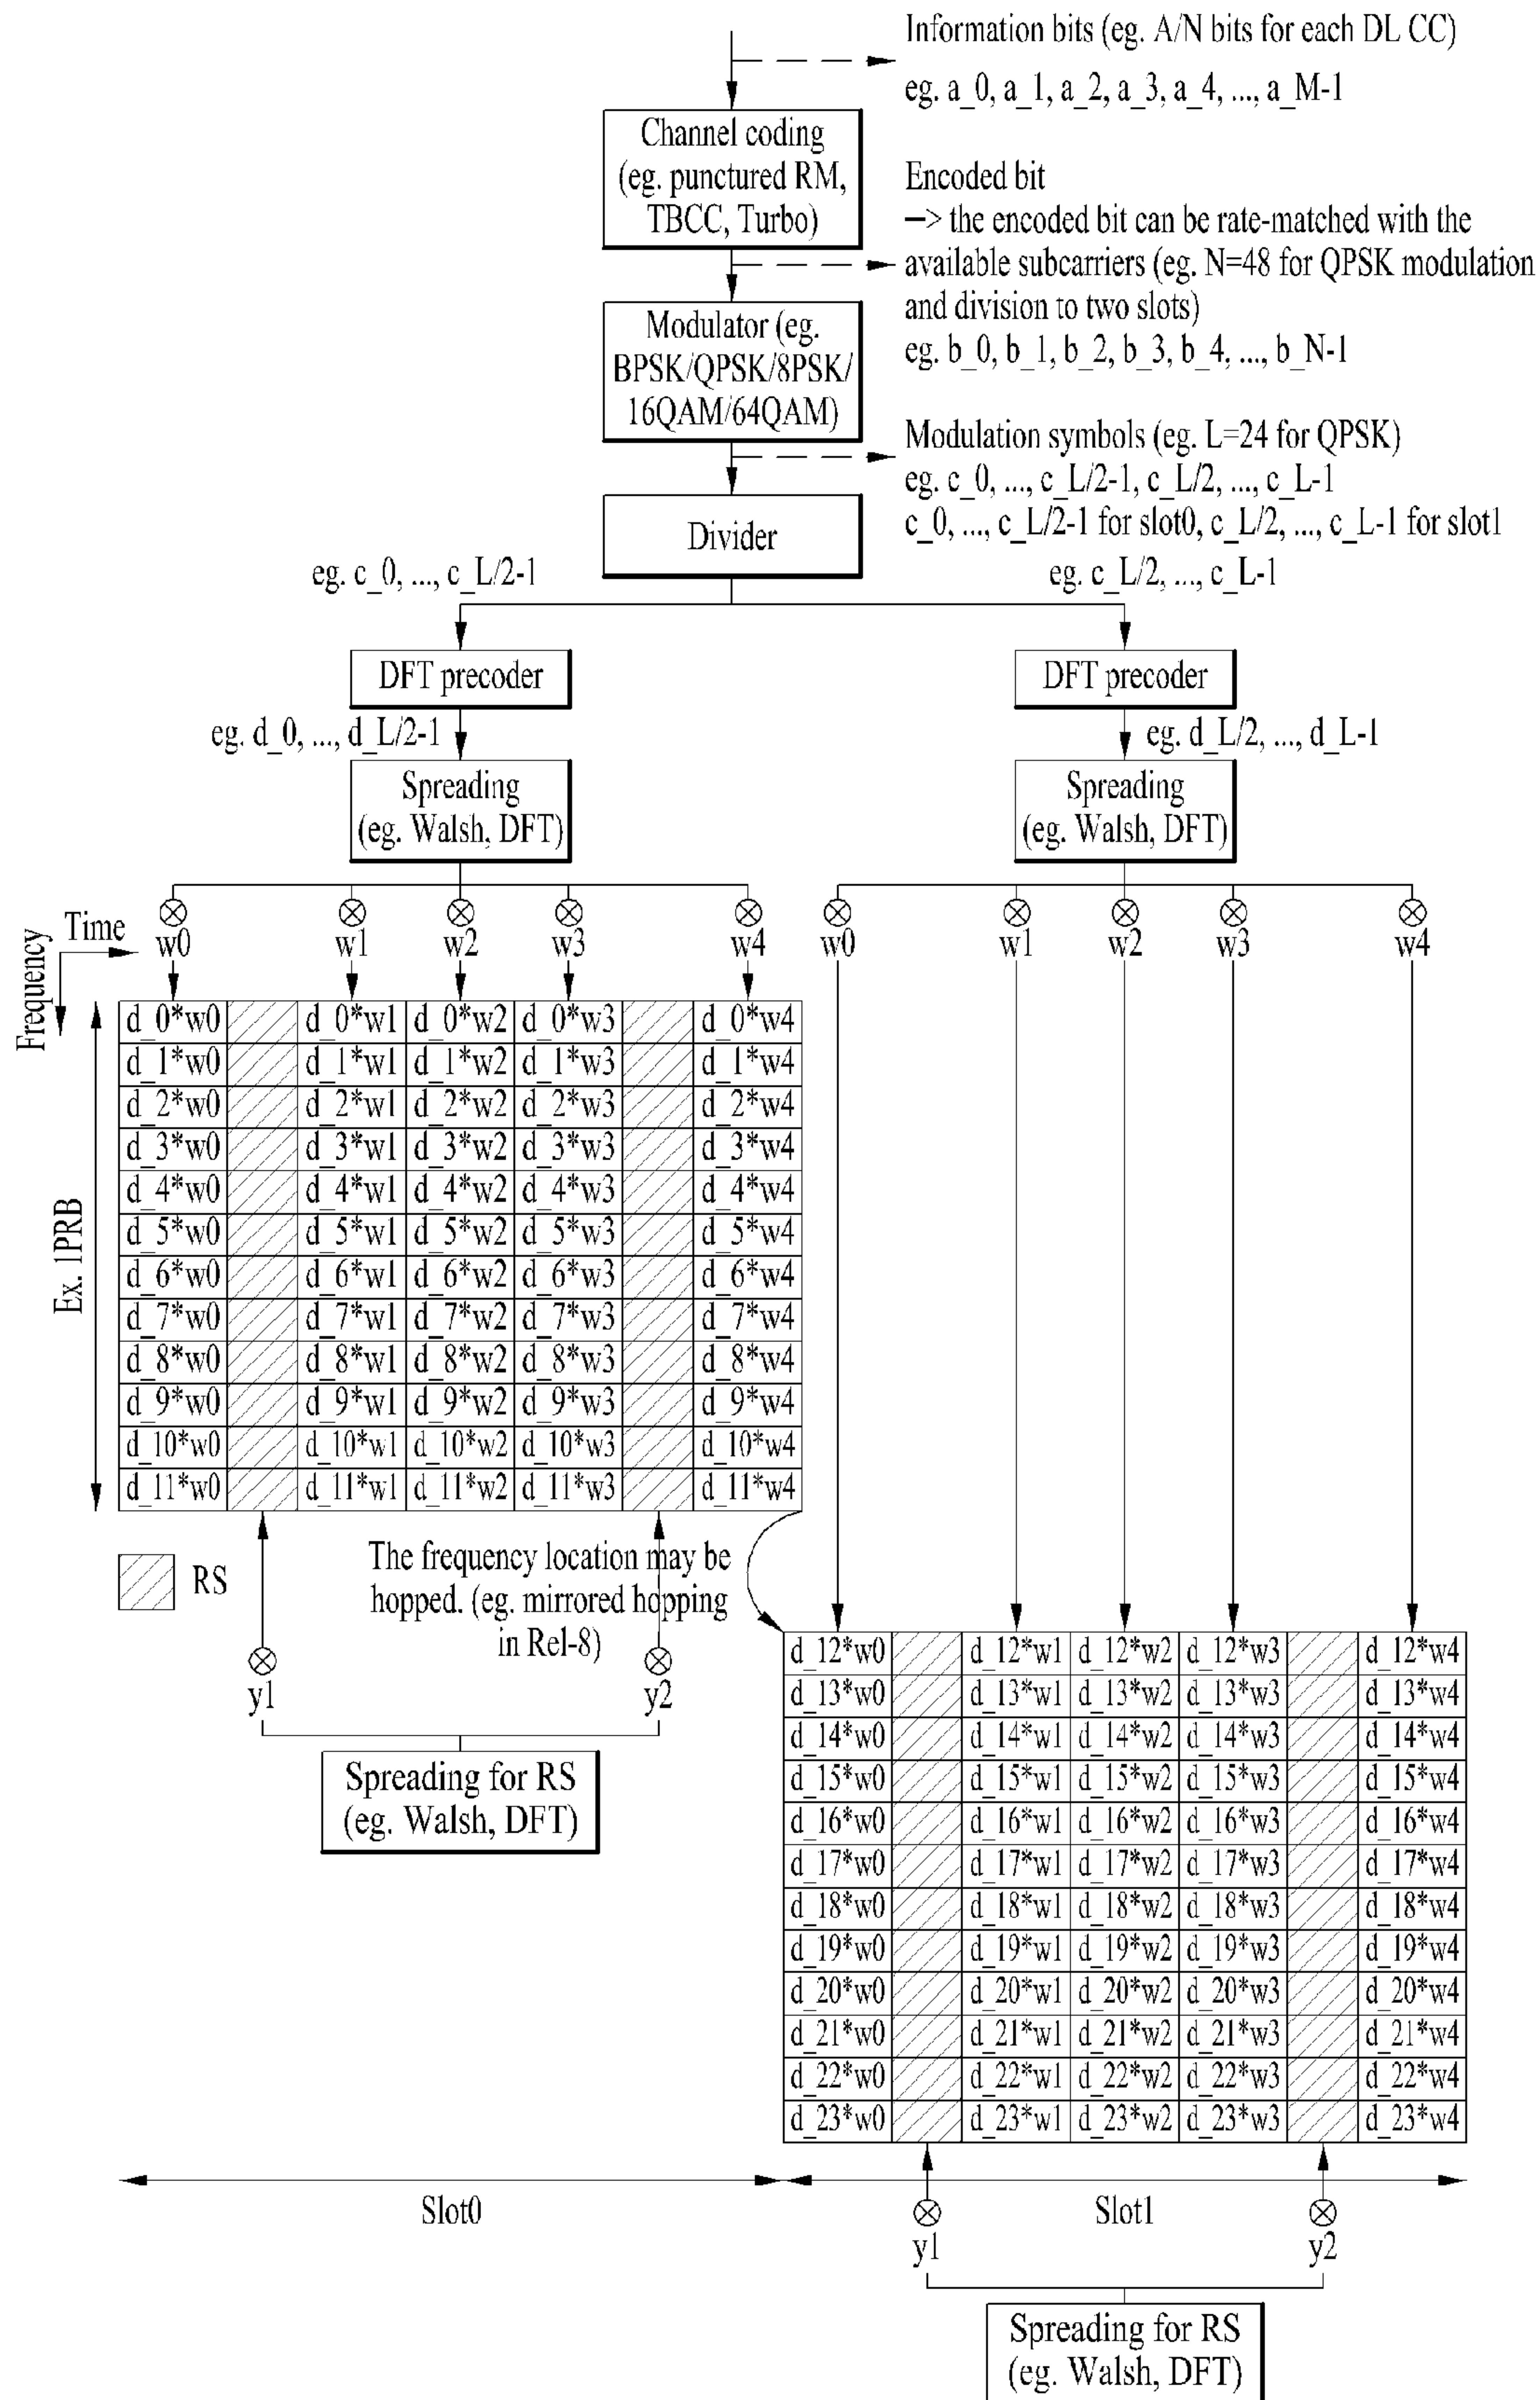 Information bits (eg. A/N bits for each DL CC)
eg. a_0, a_1, a_2, a_3, a_4, ..., a_M-1
Channel coding
(eg. punctured RM,
TBCC, Turbo)
Encoded bit
—> the encoded bit can be rate-matched with the
available subcarriers (eg. N=48 for QPSK modulation
and division to two slots)
eg. b_0, b_1, b_2, b_3, b_4, ..., b_N-1
Modulator (eg.
BPSK/QPSK/8PSK/
16QAM/64QAM)
Modulation symbols (eg. L=24 for QPSK)
eg. c_0, ..., c_L/2-1, c_L/2, ..., c_L-1
c_0, ..., c_L/2-1 for slot0, c_L/2, ..., c_L-1 for slot1
Divider
eg. c_0, ..., c_L/2-1
eg. c_L/2, ..., c_L-1
DFT precoder
DFT precoder
eg. d_0, ..., d_L/2-1
eg. d_L/2, ..., d_L-1
Spreading
(eg. Walsh, DFT)
Spreading
(eg. Walsh, DFT)
Time
Frequency
w0 w1 w2 w3 w4
w0 w1 w2 w3 w4
Ex. 1PRB
d_0*w0 d_0*w1 d_0*w2 d_0*w3 d_0*w4
d_1*w0 d_1*w1 d_1*w2 d_1*w3 d_1*w4
d_2*w0 d_2*w1 d_2*w2 d_2*w3 d_2*w4
d_3*w0 d_3*w1 d_3*w2 d_3*w3 d_3*w4
d_4*w0 d_4*w1 d_4*w2 d_4*w3 d_4*w4
d_5*w0 d_5*w1 d_5*w2 d_5*w3 d_5*w4
d_6*w0 d_6*w1 d_6*w2 d_6*w3 d_6*w4
d_7*w0 d_7*w1 d_7*w2 d_7*w3 d_7*w4
d_8*w0 d_8*w1 d_8*w2 d_8*w3 d_8*w4
d_9*w0 d_9*w1 d_9*w2 d_9*w3 d_9*w4
d_10*w0 d_10*w1 d_10*w2 d_10*w3 d_10*w4
d_11*w0 d_11*w1 d_11*w2 d_11*w3 d_11*w4
RS
The frequency location may be
hopped. (eg. mirrored hopping
in Rel-8)
y1 y2
Spreading for RS
(eg. Walsh, DFT)
d_12*w0 d_12*w1 d_12*w2 d_12*w3 d_12*w4
d_13*w0 d_13*w1 d_13*w2 d_13*w3 d_13*w4
d_14*w0 d_14*w1 d_14*w2 d_14*w3 d_14*w4
d_15*w0 d_15*w1 d_15*w2 d_15*w3 d_15*w4
d_16*w0 d_16*w1 d_16*w2 d_16*w3 d_16*w4
d_17*w0 d_17*w1 d_17*w2 d_17*w3 d_17*w4
d_18*w0 d_18*w1 d_18*w2 d_18*w3 d_18*w4
d_19*w0 d_19*w1 d_19*w2 d_19*w3 d_19*w4
d_20*w0 d_20*w1 d_20*w2 d_20*w3 d_20*w4
d_21*w0 d_21*w1 d_21*w2 d_21*w3 d_21*w4
d_22*w0 d_22*w1 d_22*w2 d_22*w3 d_22*w4
d_23*w0 d_23*w1 d_23*w2 d_23*w3 d_23*w4
Slot0
Slot1
y1 y2
Spreading for RS
(eg. Walsh, DFT)